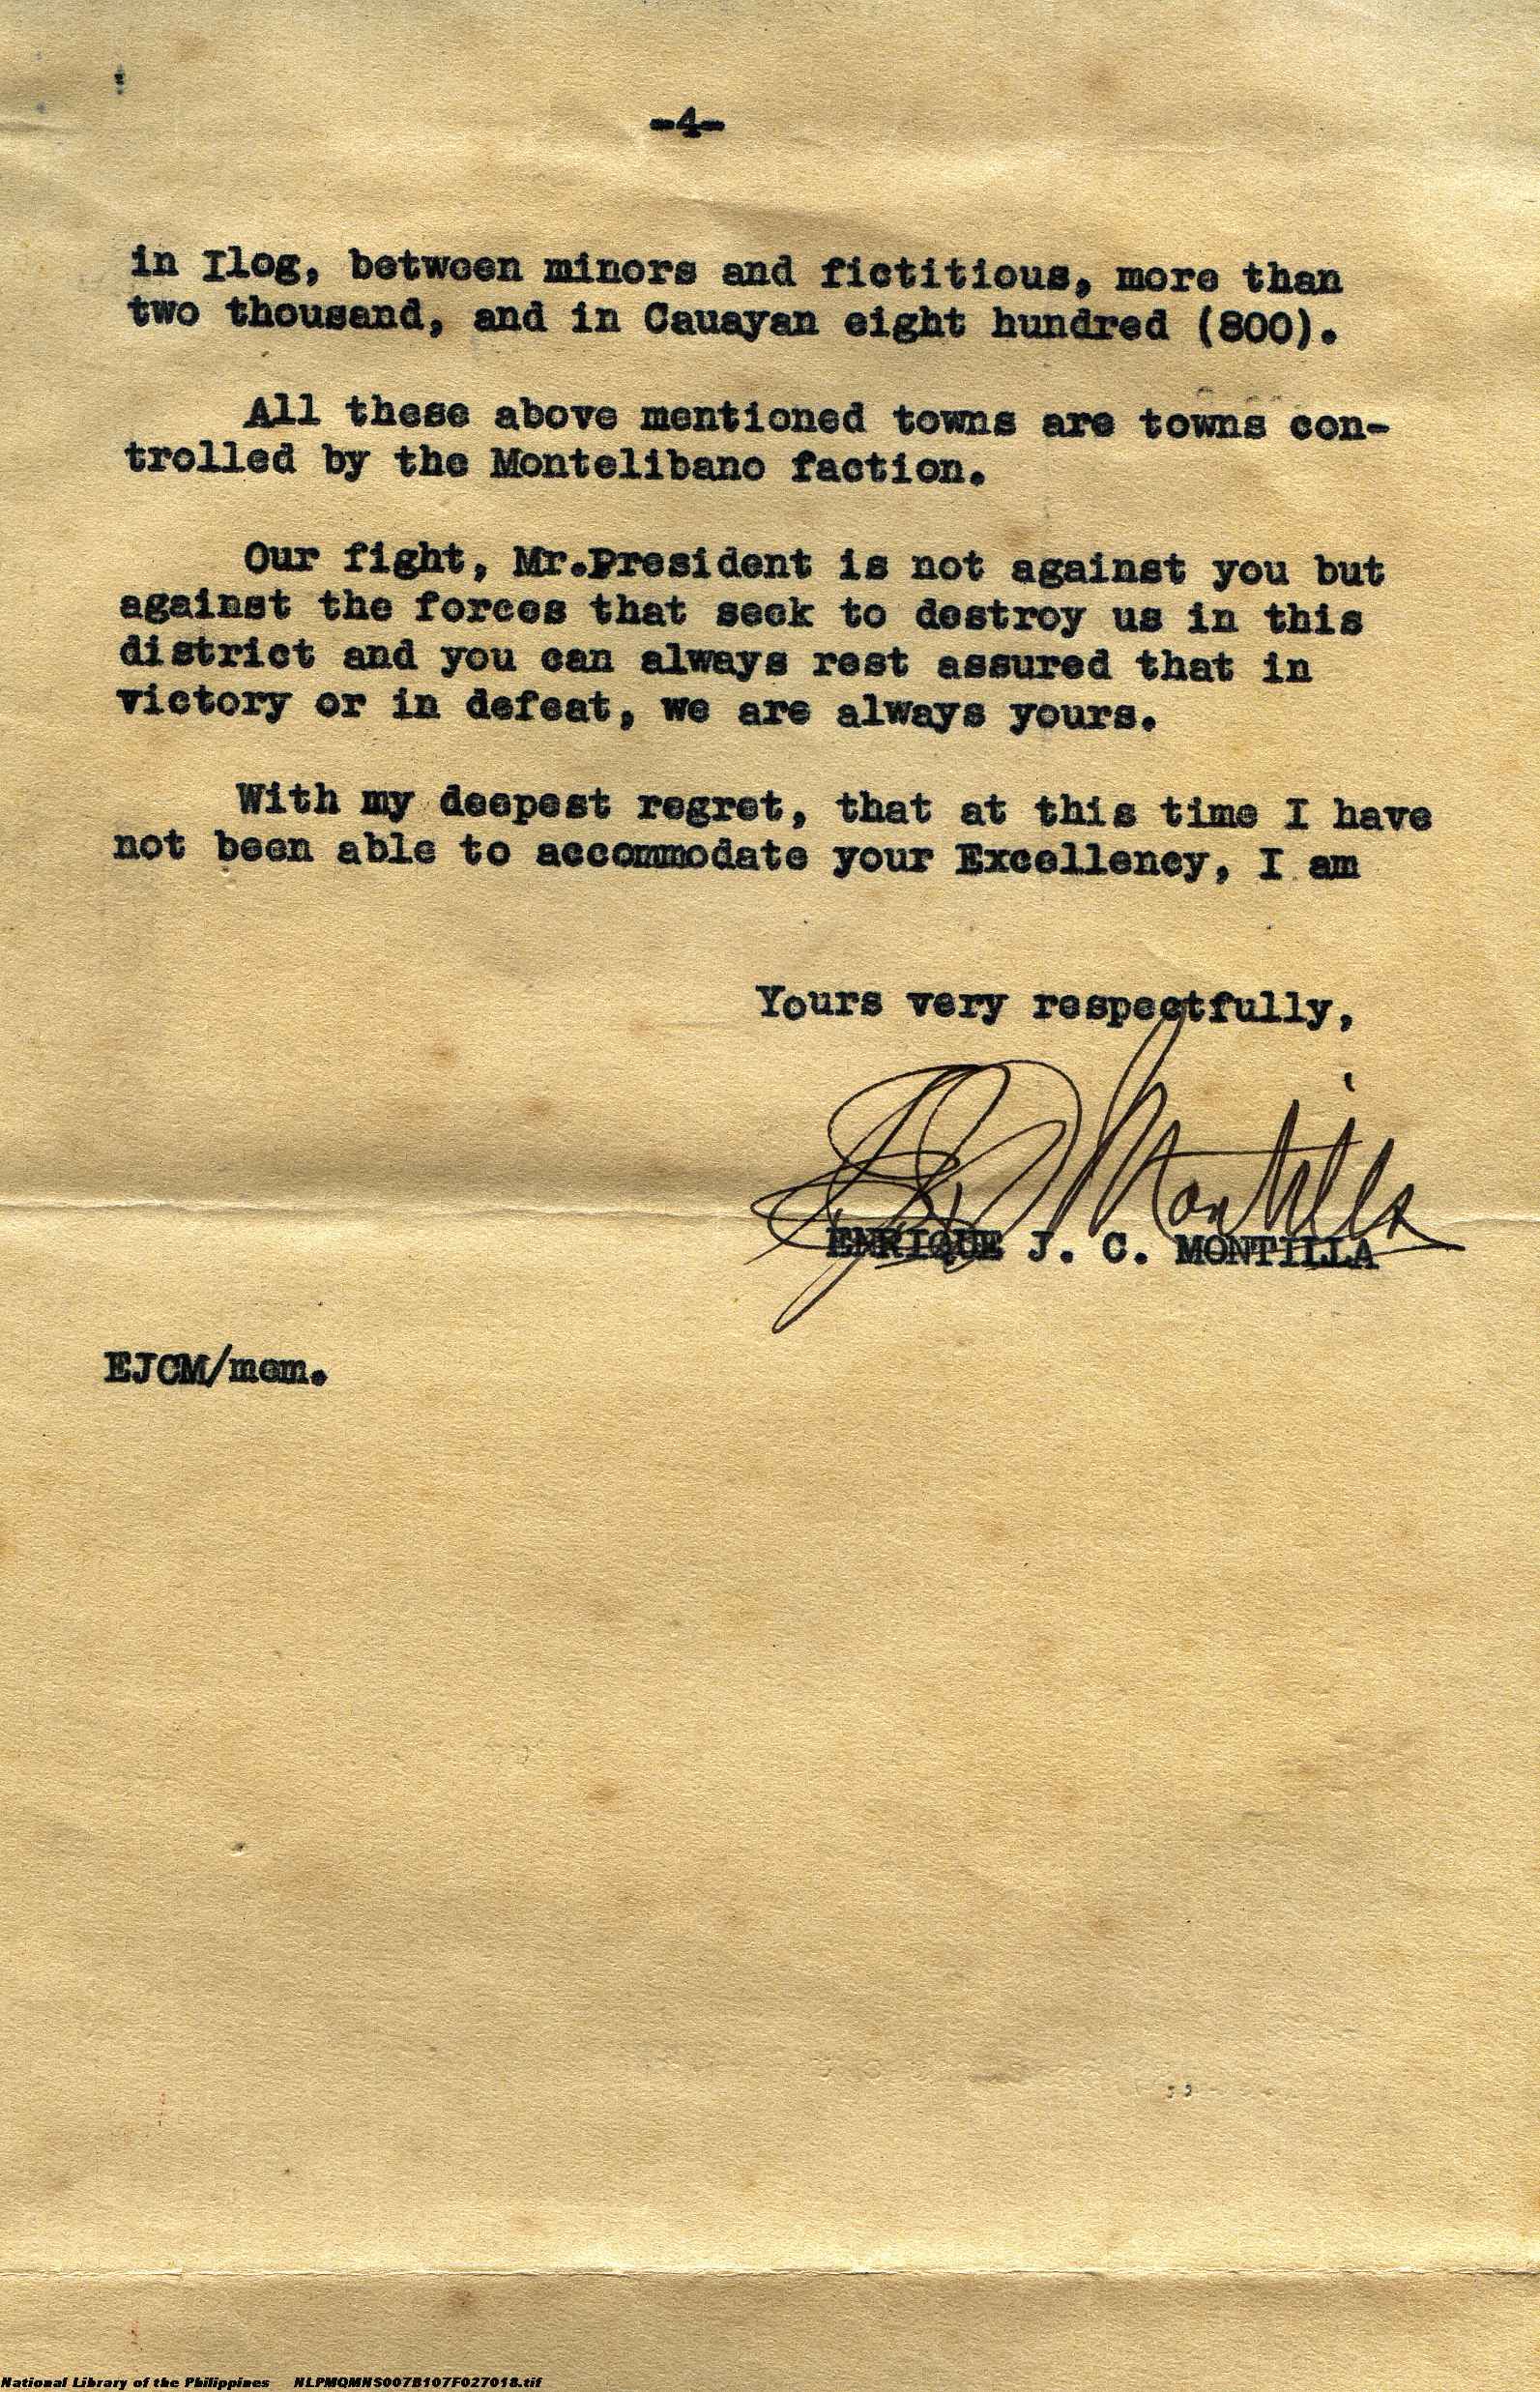 -4-
in Ilog, between minors and fictitious, more than
two thousand, and in Cauayan eight hundred (800).
All these above mentioned towns are towns con-
trolled by the Montelibano faction.
Our fight, Mr.President is not against you but
against the forces that seek to destroy us in this
district and you can always rest assured that in
victory or in defeat, we are always yours.
With my deepest regret, that at this time I have
not been able to accommodate your Excellency, I am
Yours very respectfully,
Montilla
ENRIQUE J. C. MONTILLA
EJCM/mem.
National Library of the Philippines NLPMQMNS007B107F027018.tif